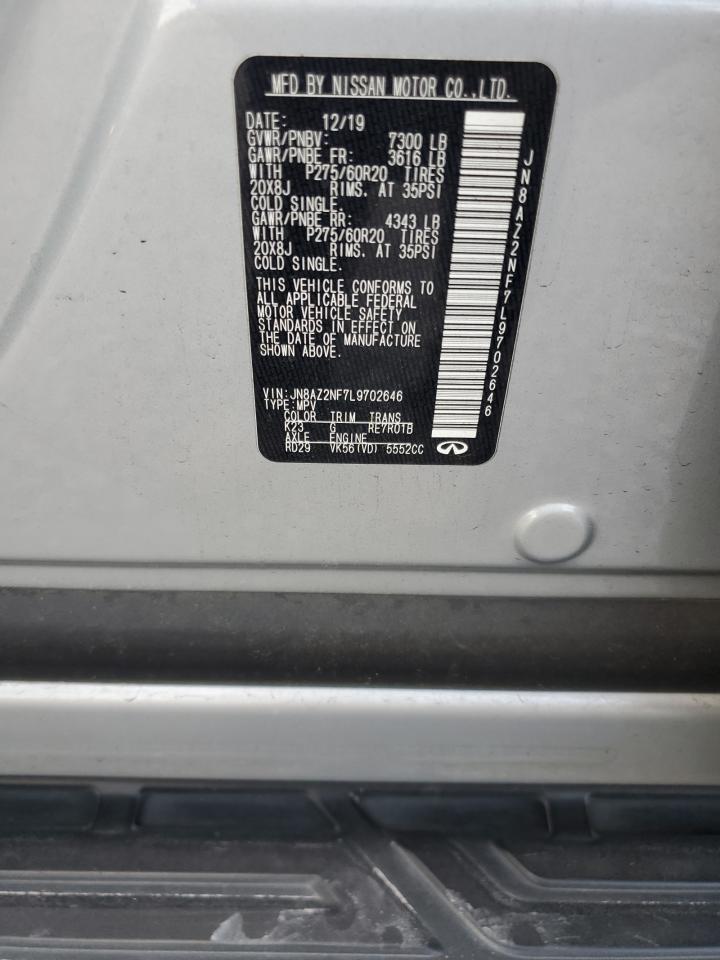 MFD BY NISSAN MOTOR CO.,LTD.
DATE: 12/19
GVWR/PNBV: 7300 LB
GAWR/PNBE FR: 3616 LB
WITH P275/60R20 TIRES
20X8J RIMS. AT 35PSI
COLD SINGLE.
GAWR/PNBE RR: 4343 LB
WITH P275/60R20 TIRES
20X8J RIMS. AT 35PSI
COLD SINGLE.
THIS VEHICLE CONFORMS TO
ALL APPLICABLE FEDERAL
MOTOR VEHICLE SAFETY
STANDARDS IN EFFECT ON
THE DATE OF MANUFACTURE
SHOWN ABOVE.
VIN:JN8AZ2NF7L9702646
TYPE:MPV
COLOR TRIM TRANS
K23 G RE7R01B
AXLE ENGINE
RD29 VK56(VD) 5552CC
JN8AZ2NF7L9702646